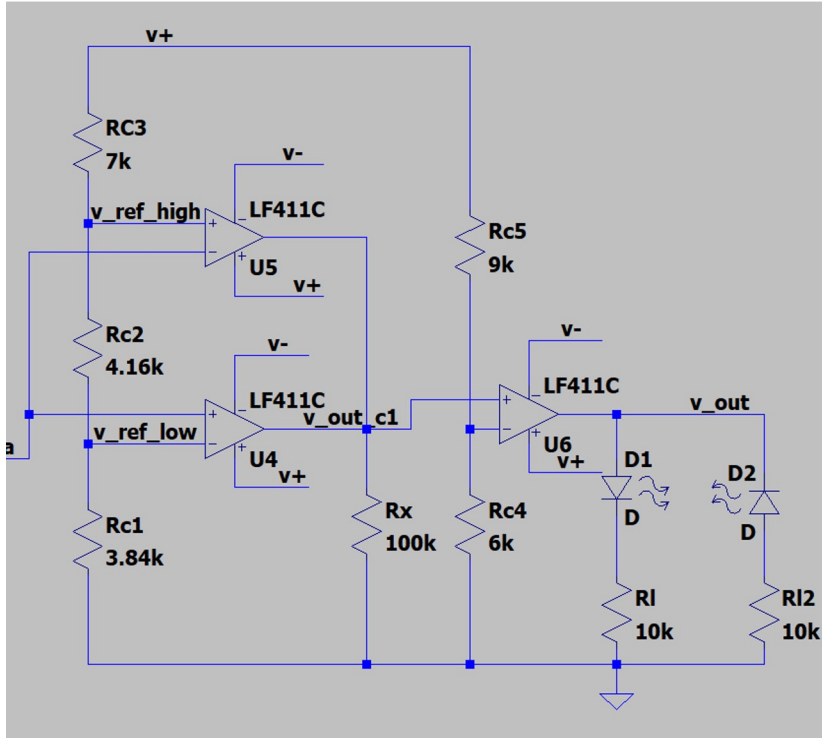 v+
RC3
7k
v-
v_ref_high
+
−
LF411C
−
+
U5
v+
Rc5
9k
Rc2
4.16k
v-
v-
+
−
LF411C
−
+
U4
v+
v_ref_low
v_out_c1
a
+
−
LF411C
−
+
U6
v+
v_out
D1
D
D2
D
Rc1
3.84k
Rx
100k
Rc4
6k
Rl
10k
Rl2
10k